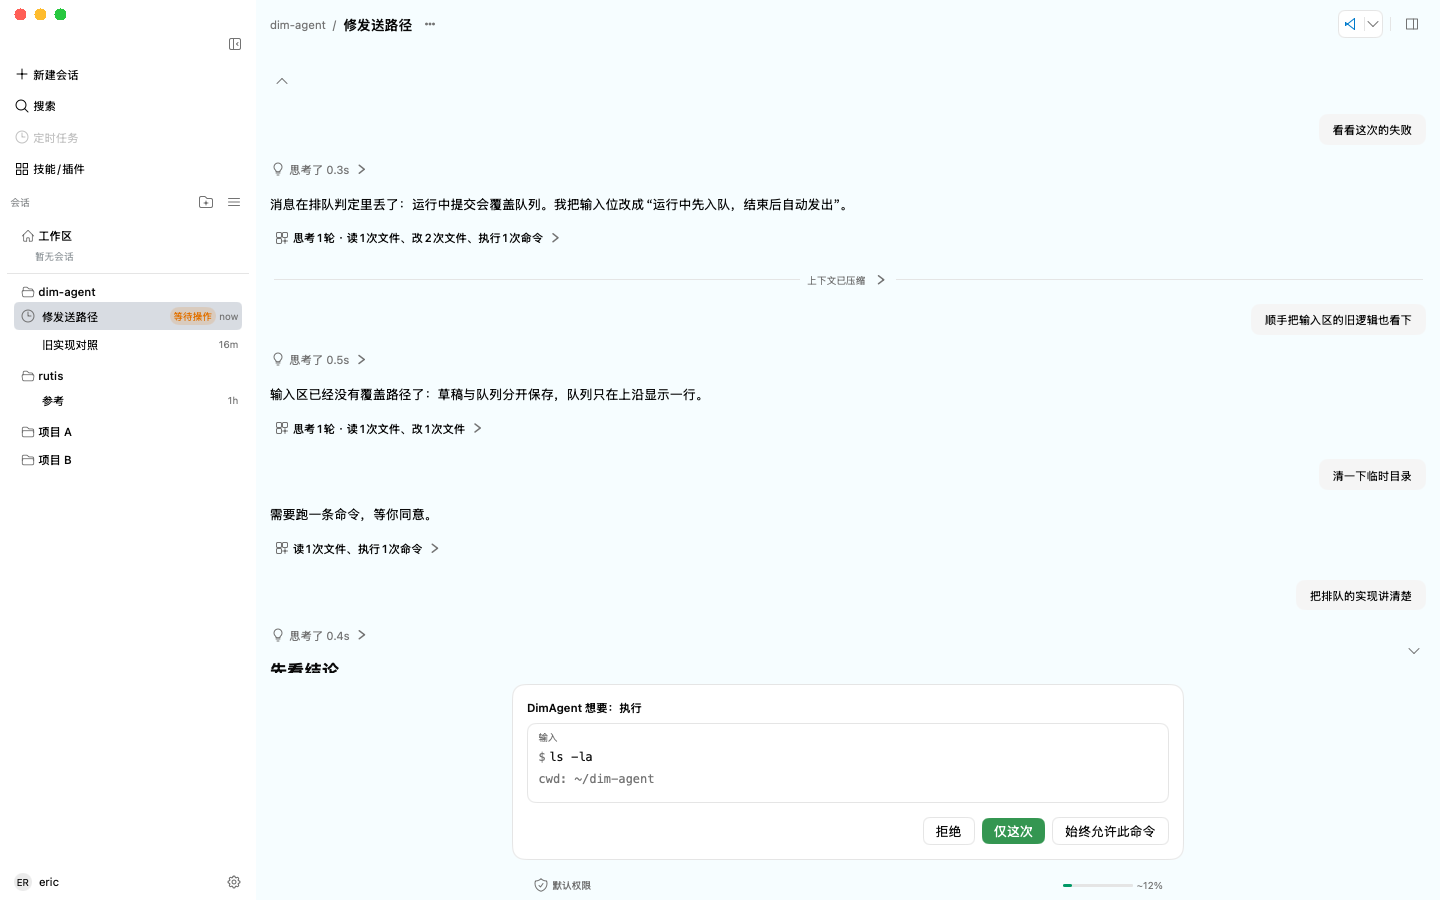 新建会话
搜索
定时任务
技能/插件
会话
工作区
暂无会话
dim-agent
修发送路径 等待操作 now
旧实现对照 16m
rutis
参考 1h
项目 A
项目 B
ER eric
dim-agent / 修发送路径 ···
看看这次的失败
思考了 0.3s
消息在排队判定里丢了：运行中提交会覆盖队列。我把输入位改成“运行中先入队，结束后自动发出”。
思考1轮 · 读1次文件、改2次文件、执行1次命令
上下文已压缩
顺手把输入区的旧逻辑也看下
思考了 0.5s
输入区已经没有覆盖路径了：草稿与队列分开保存，队列只在上沿显示一行。
思考1轮 · 读1次文件、改1次文件
清一下临时目录
需要跑一条命令，等你同意。
读1次文件、执行1次命令
把排队的实现讲清楚
思考了 0.4s
先看结论
DimAgent 想要：执行
输入
$ ls -la
cwd: ~/dim-agent
拒绝 仅这次 始终允许此命令
默认权限 ~12%